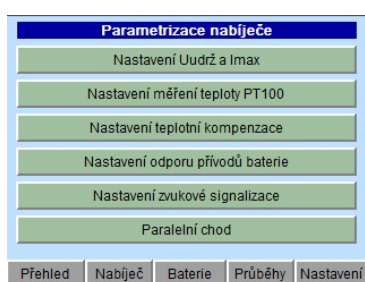 Parametrizace nabíječe
Nastavení Uudrž a Imax
Nastavení měření teploty PT100
Nastavení teplotní kompenzace
Nastavení odporu přívodů baterie
Nastavení zvukové signalizace
Paralelní chod
Přehled Nabíječ Baterie Průběhy Nastavení